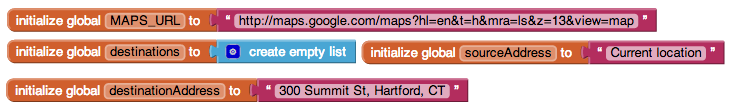 initialize global MAPS_URL to " http://maps.google.com/maps?hl=en&t=h&mra=ls&z=13&view=map "
initialize global destinations to create empty list initialize global sourceAddress to " Current location "
initialize global destinationAddress to " 300 Summit St, Hartford, CT "